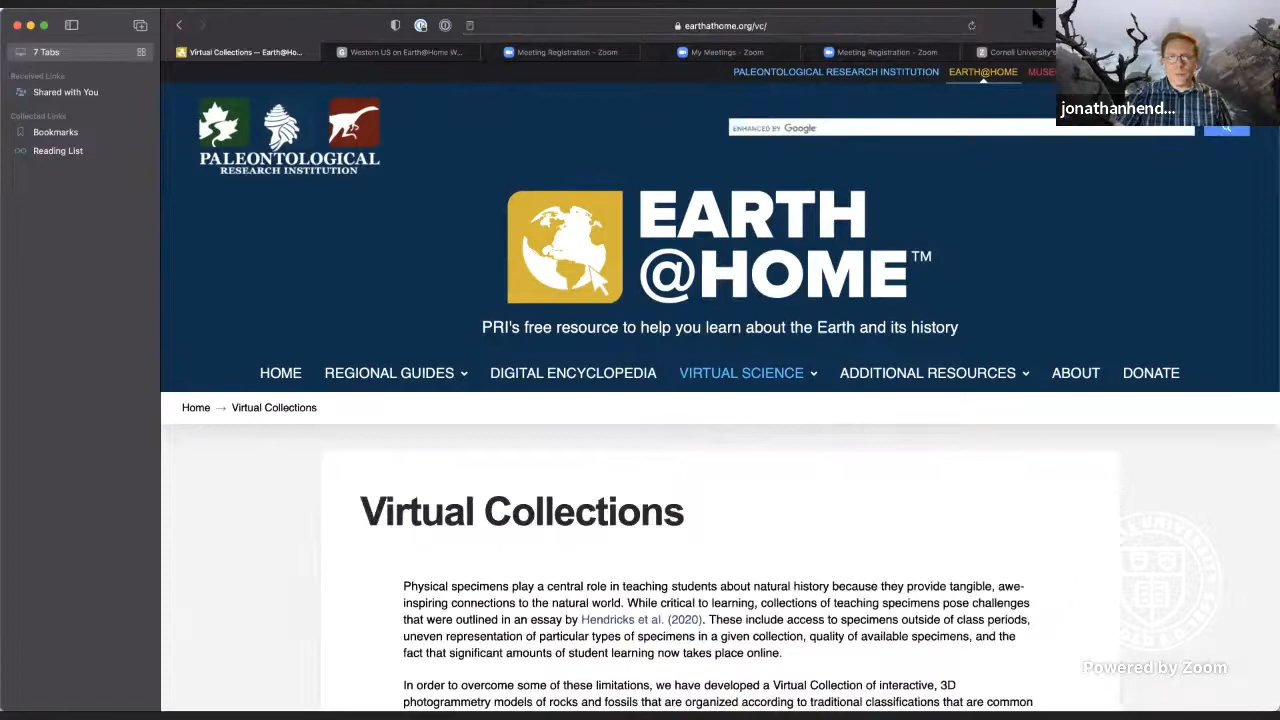 7 Tabs
Received Links
Shared with You
Collected Links
Bookmarks
Reading List
earthathome.org/vc/
Virtual Collections — Earth@Ho...
Western US on Earth@Home W...
Meeting Registration - Zoom
My Meetings - Zoom
Meeting Registration - Zoom
Cornell University's
PALEONTOLOGICAL RESEARCH INSTITUTION
EARTH@HOME
MUSE
jonathanhend...
PALEONTOLOGICAL
RESEARCH INSTITUTION
ENHANCED BY Google
EARTH
@HOME™
PRI's free resource to help you learn about the Earth and its history
HOME
REGIONAL GUIDES
DIGITAL ENCYCLOPEDIA
VIRTUAL SCIENCE
ADDITIONAL RESOURCES
ABOUT
DONATE
Home → Virtual Collections
Virtual Collections
Physical specimens play a central role in teaching students about natural history because they provide tangible, awe-
inspiring connections to the natural world. While critical to learning, collections of teaching specimens pose challenges
that were outlined in an essay by Hendricks et al. (2020). These include access to specimens outside of class periods,
uneven representation of particular types of specimens in a given collection, quality of available specimens, and the
fact that significant amounts of student learning now takes place online.
In order to overcome some of these limitations, we have developed a Virtual Collection of interactive, 3D
photogrammetry models of rocks and fossils that are organized according to traditional classifications that are common
Powered by Zoom